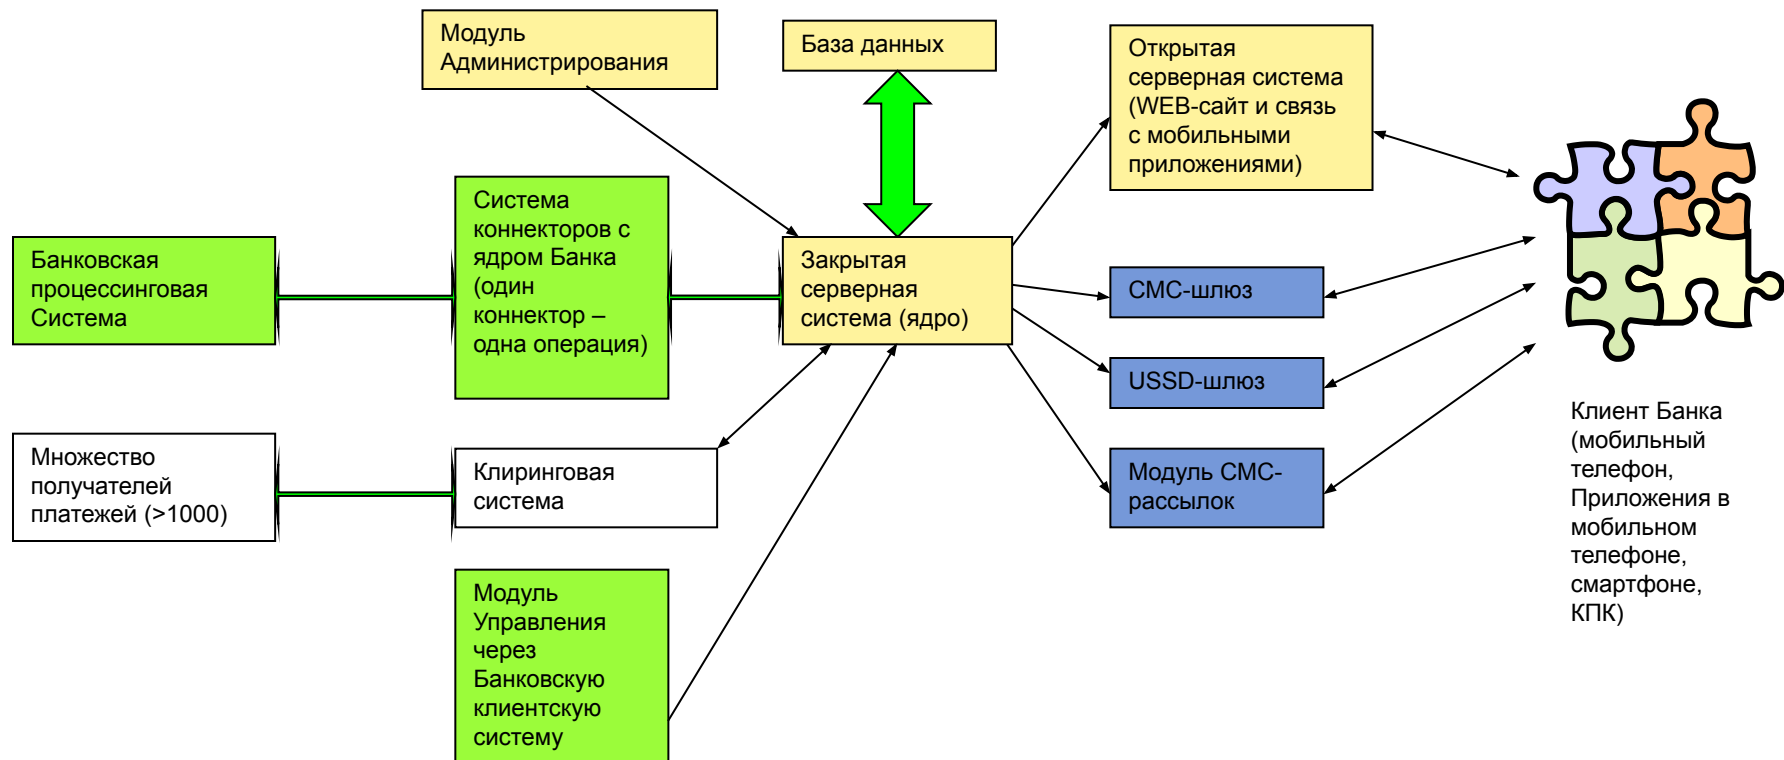 Модуль
Администрирования
База данных
Открытая
серверная система
(WEB-сайт и связь
с мобильными
приложениями)
Система
коннекторов с
ядром Банка
(один
коннектор –
одна операция)
Банковская
процессинговая
Система
Закрытая
серверная
система (ядро)
СМС-шлюз
USSD-шлюз
Множество
получателей
платежей (>1000)
Клиринговая
система
Модуль СМС-
рассылок
Клиент Банка
(мобильный
телефон,
Приложения в
мобильном
телефоне,
смартфоне,
КПК)
Модуль
Управления
через
Банковскую
клиентскую
систему